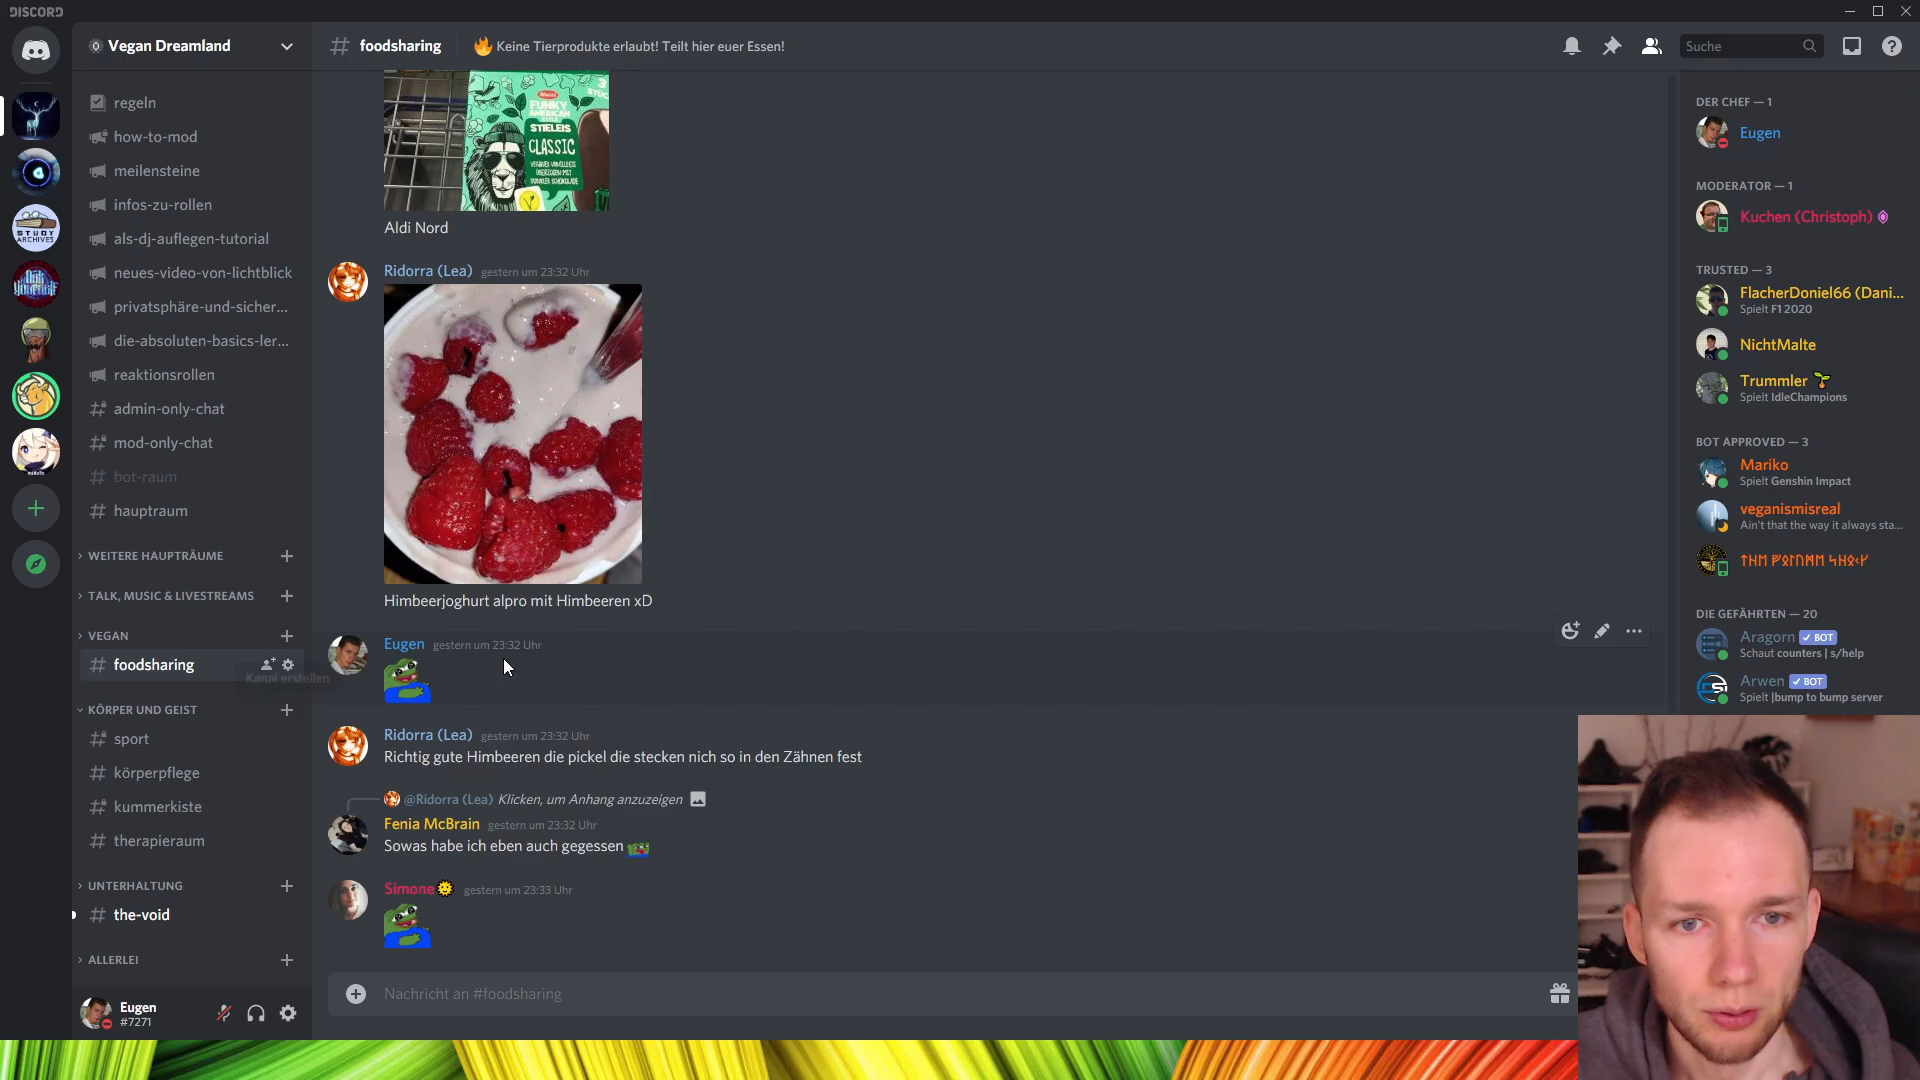 DISCORD
Vegan Dreamland
regeln
how-to-mod
meilensteine
infos-zu-rollen
als-dj-auflegen-tutorial
neues-video-von-lichtblick
privatsphäre-und-sicher...
die-absoluten-basics-ler...
reaktionsrollen
admin-only-chat
mod-only-chat
bot-raum
hauptraum
WEITERE HAUPTRÄUME
TALK, MUSIC & LIVESTREAMS
VEGAN
foodsharing
Kanal erstellen
KÖRPER UND GEIST
sport
körperpflege
kummerkiste
therapieraum
UNTERHALTUNG
the-void
ALLERLEI
Eugen
#7271
STUDY
ARCHIVES
foodsharing
Keine Tierprodukte erlaubt! Teilt hier euer Essen!
Suche
FUNKY
AMERICAN
STIELEIS
CLASSIC
Aldi Nord
Ridorra (Lea) gestern um 23:32 Uhr
Himbeerjoghurt alpro mit Himbeeren xD
Eugen gestern um 23:32 Uhr
Ridorra (Lea) gestern um 23:32 Uhr
Richtig gute Himbeeren die pickel die stecken nich so in den Zähnen fest
@Ridorra (Lea) Klicken, um Anhang anzuzeigen
Fenia McBrain gestern um 23:32 Uhr
Sowas habe ich eben auch gegessen
Simone gestern um 23:33 Uhr
Nachricht an #foodsharing
DER CHEF — 1
Eugen
MODERATOR — 1
Kuchen (Christoph)
TRUSTED — 3
FlacherDoniel66 (Dani...
Spielt F1 2020
NichtMalte
Trummler
Spielt IdleChampions
BOT APPROVED — 3
Mariko
Spielt Genshin Impact
veganismisreal
Ain't that the way it always sta...
DIE GEFÄHRTEN — 20
Aragorn BOT
Schaut counters | s/help
Arwen BOT
Spielt |bump to bump server